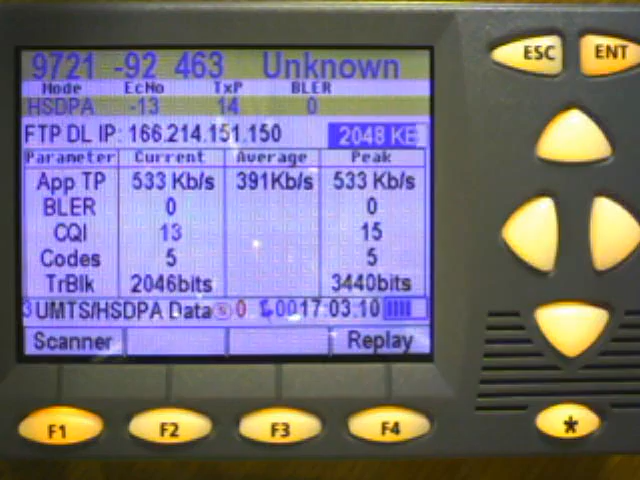 9721 -92 463 Unknown
Mode EcNo TxP BLER
HSDPA -13 14 0
FTP DL IP: 166.214.151.150 2048 KB
Parameter Current Average Peak
App TP 533 Kb/s 391Kb/s 533 Kb/s
BLER 0 0
CQI 13 15
Codes 5 5
TrBlk 2046bits 3440bits
3 UMTS/HSDPA Data S 0 0017:03:10
Scanner Replay
ESC ENT
F1 F2 F3 F4 *